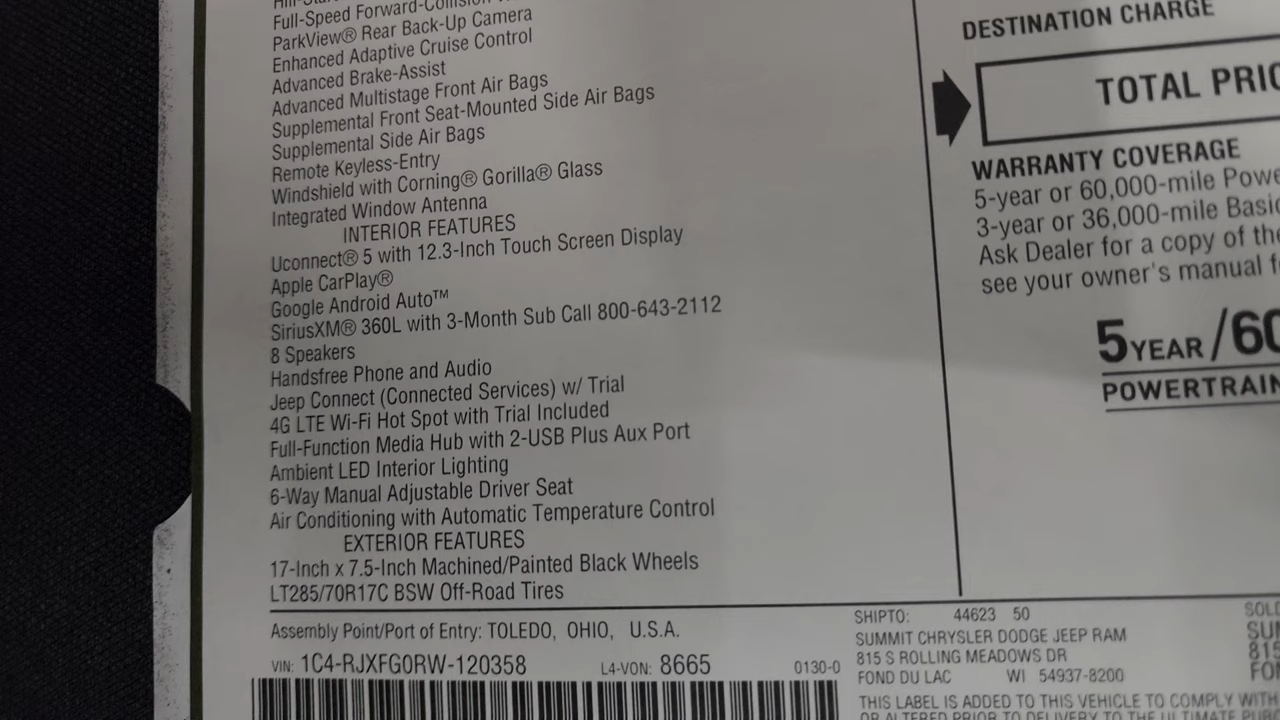 Full-Speed Forward-Collision
ParkView® Rear Back-Up Camera
Enhanced Adaptive Cruise Control
Advanced Brake-Assist
Advanced Multistage Front Air Bags
Supplemental Front Seat-Mounted Side Air Bags
Supplemental Side Air Bags
Remote Keyless-Entry
Windshield with Corning® Gorilla® Glass
Integrated Window Antenna
INTERIOR FEATURES
Uconnect® 5 with 12.3-Inch Touch Screen Display
Apple CarPlay®
Google Android Auto™
SiriusXM® 360L with 3-Month Sub Call 800-643-2112
8 Speakers
Handsfree Phone and Audio
Jeep Connect (Connected Services) w/ Trial
4G LTE Wi-Fi Hot Spot with Trial Included
Full-Function Media Hub with 2-USB Plus Aux Port
Ambient LED Interior Lighting
6-Way Manual Adjustable Driver Seat
Air Conditioning with Automatic Temperature Control
EXTERIOR FEATURES
17-Inch x 7.5-Inch Machined/Painted Black Wheels
LT285/70R17C BSW Off-Road Tires
Assembly Point/Port of Entry: TOLEDO, OHIO, U.S.A.
VIN: 1C4-RJXFG0RW-120358 L4-VON: 8665 0130-0
DESTINATION CHARGE
TOTAL PRIC
WARRANTY COVERAGE
5-year or 60,000-mile Powe
3-year or 36,000-mile Basic
Ask Dealer for a copy of the
see your owner's manual f
5 YEAR /60
POWERTRAIN
SHIPTO: 44623 50
SUMMIT CHRYSLER DODGE JEEP RAM
815 S ROLLING MEADOWS DR
FOND DU LAC WI 54937-8200
SOL
SU
815
FO
THIS LABEL IS ADDED TO THIS VEHICLE TO COMPLY WITH
OR ALTERED PRIOR TO DELIVERY TO THE ULTIMATE